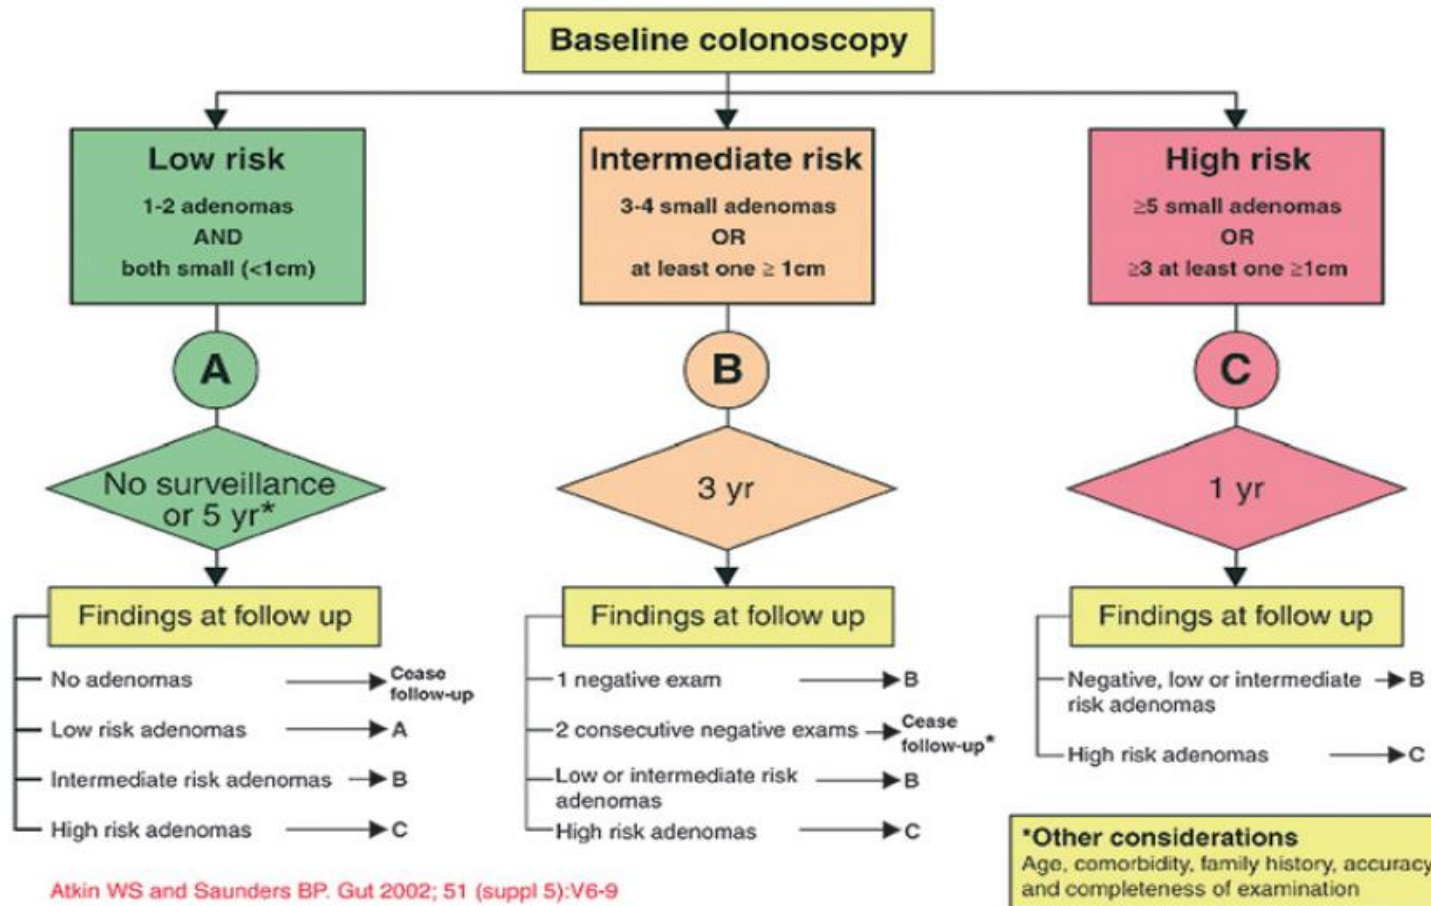 Baseline colonoscopy
Low risk
1-2 adenomas
AND
both small (<1cm)
A
No surveillance
or 5 yr*
Findings at follow up
No adenomas
Cease
follow-up
Low risk adenomas
A
Intermediate risk adenomas
B
High risk adenomas
C
Intermediate risk
3-4 small adenomas
OR
at least one ≥ 1cm
B
3 yr
Findings at follow up
1 negative exam
B
2 consecutive negative exams
Cease
follow-up*
Low or intermediate risk
adenomas
B
High risk adenomas
C
High risk
≥5 small adenomas
OR
≥3 at least one ≥1cm
C
1 yr
Findings at follow up
Negative, low or intermediate
risk adenomas
B
High risk adenomas
C
*Other considerations
Age, comorbidity, family history, accuracy
and completeness of examination
Atkin WS and Saunders BP. Gut 2002; 51 (suppl 5):V6-9